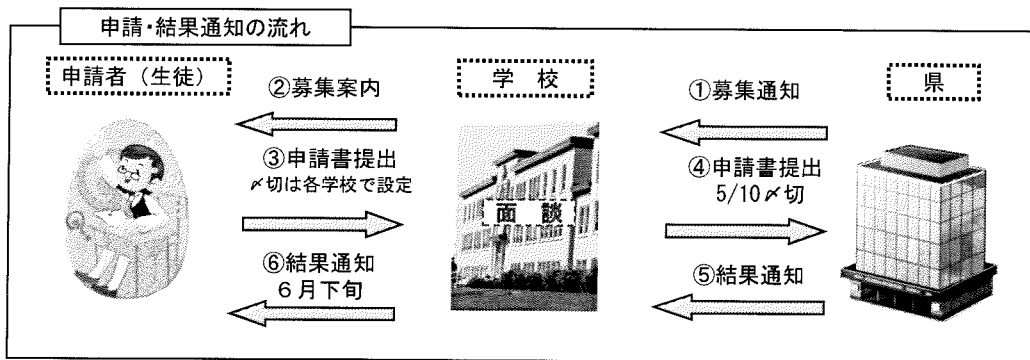 申請・結果通知の流れ
申請者（生徒）
②募集案内
③申請書提出
〆切は各学校で設定
⑥結果通知
６月下旬
学校
面談
①募集通知
④申請書提出
5/10〆切
⑤結果通知
県